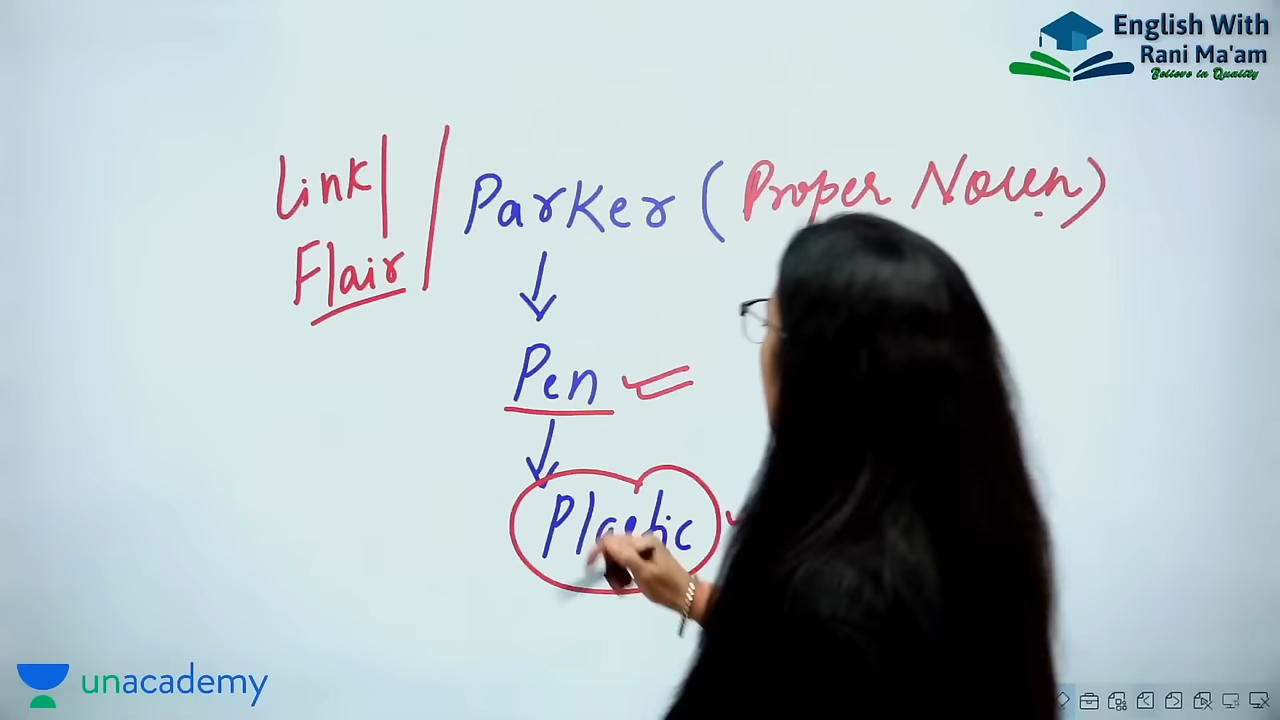 English With
Rani Ma'am
Believe in Quality
Link
Flair
Parker (Proper Noun)
Pen
Plastic
unacademy